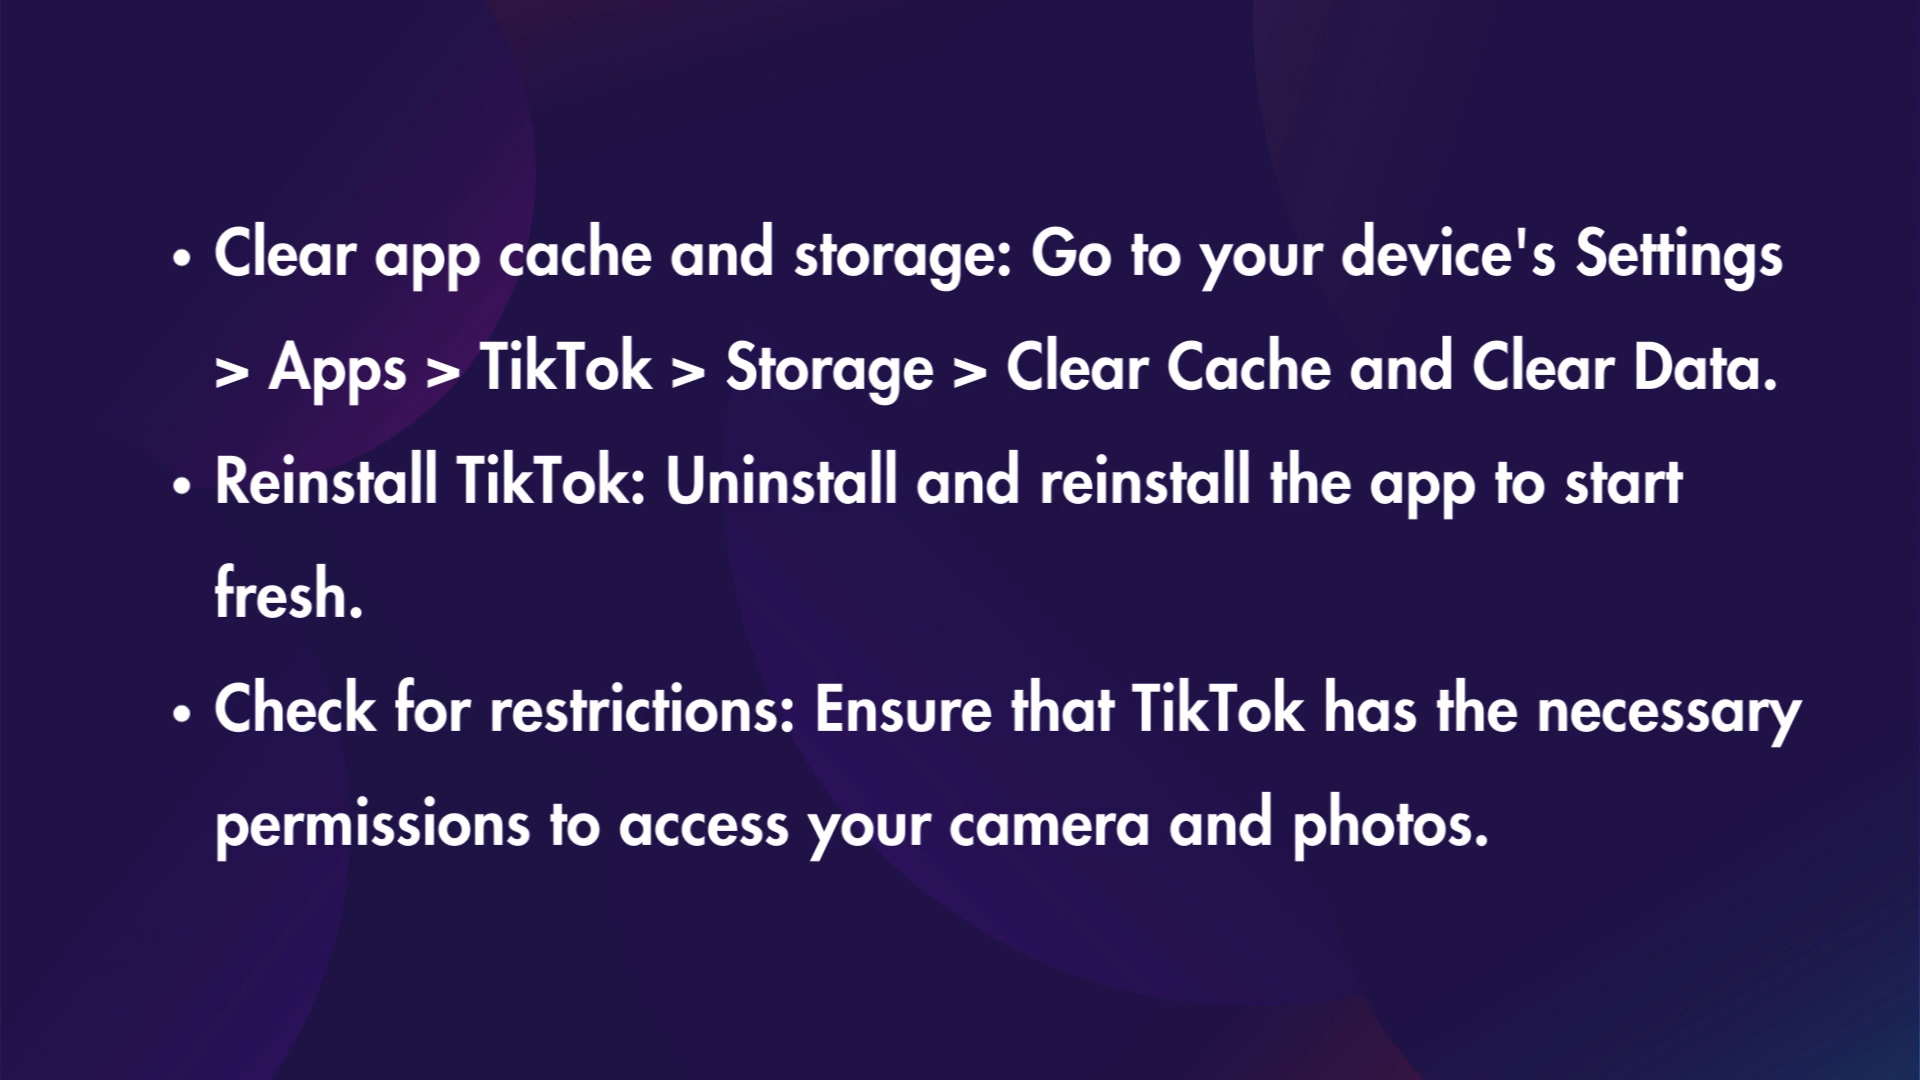 • Clear app cache and storage: Go to your device's Settings
> Apps > TikTok > Storage > Clear Cache and Clear Data.
• Reinstall TikTok: Uninstall and reinstall the app to start
fresh.
• Check for restrictions: Ensure that TikTok has the necessary
permissions to access your camera and photos.